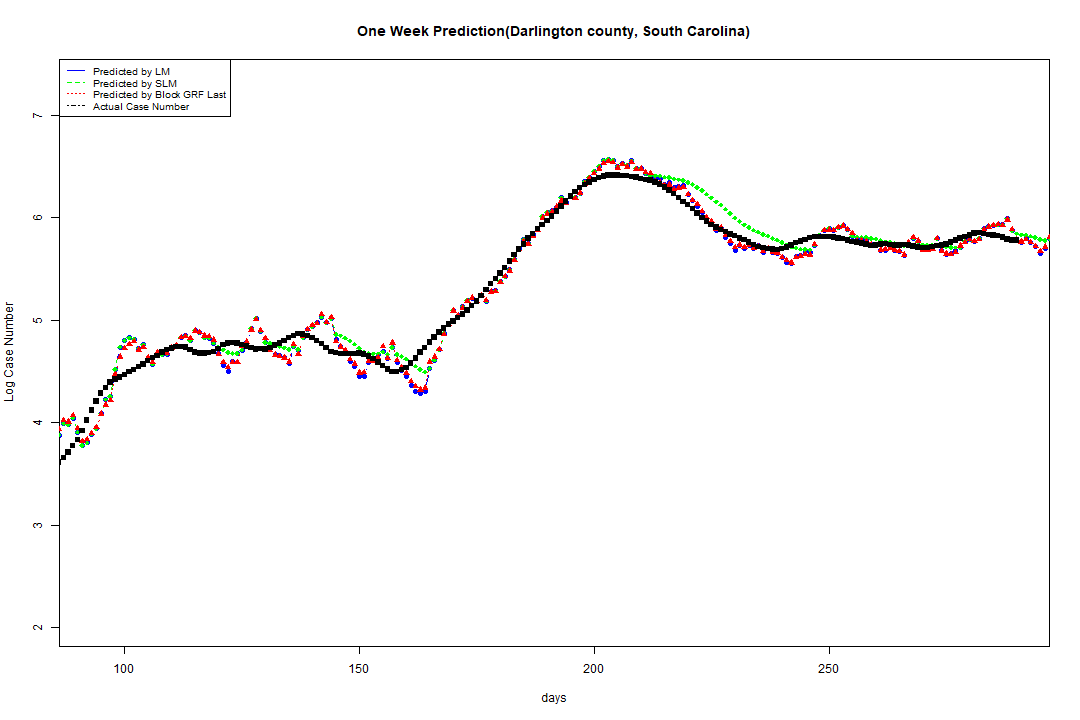 One Week Prediction(Darlington county, South Carolina)
Predicted by LM
Predicted by SLM
Predicted by Block GRF Last
Actual Case Number
7
6
5
4
3
2
Log Case Number
100 150 200 250
days